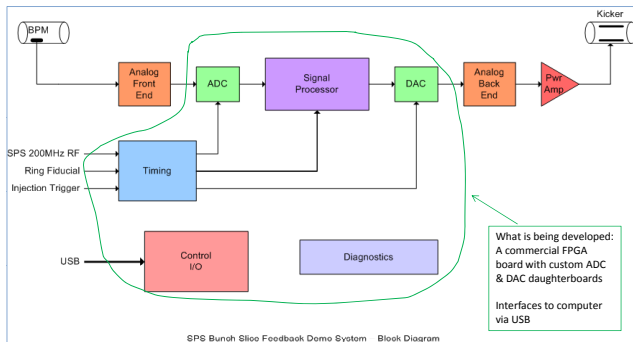 Kicker
BPM
Analog
Front
End
ADC
Signal
Processor
DAC
Analog
Back
End
Pwr
Amp
SPS 200MHz RF
Ring Fiducial
Injection Trigger
Timing
USB
Control
I/O
Diagnostics
What is being developed:
A commercial FPGA
board with custom ADC
& DAC daughterboards
Interfaces to computer
via USB
SPS Bunch Slice Feedback Demo System Block Diagram